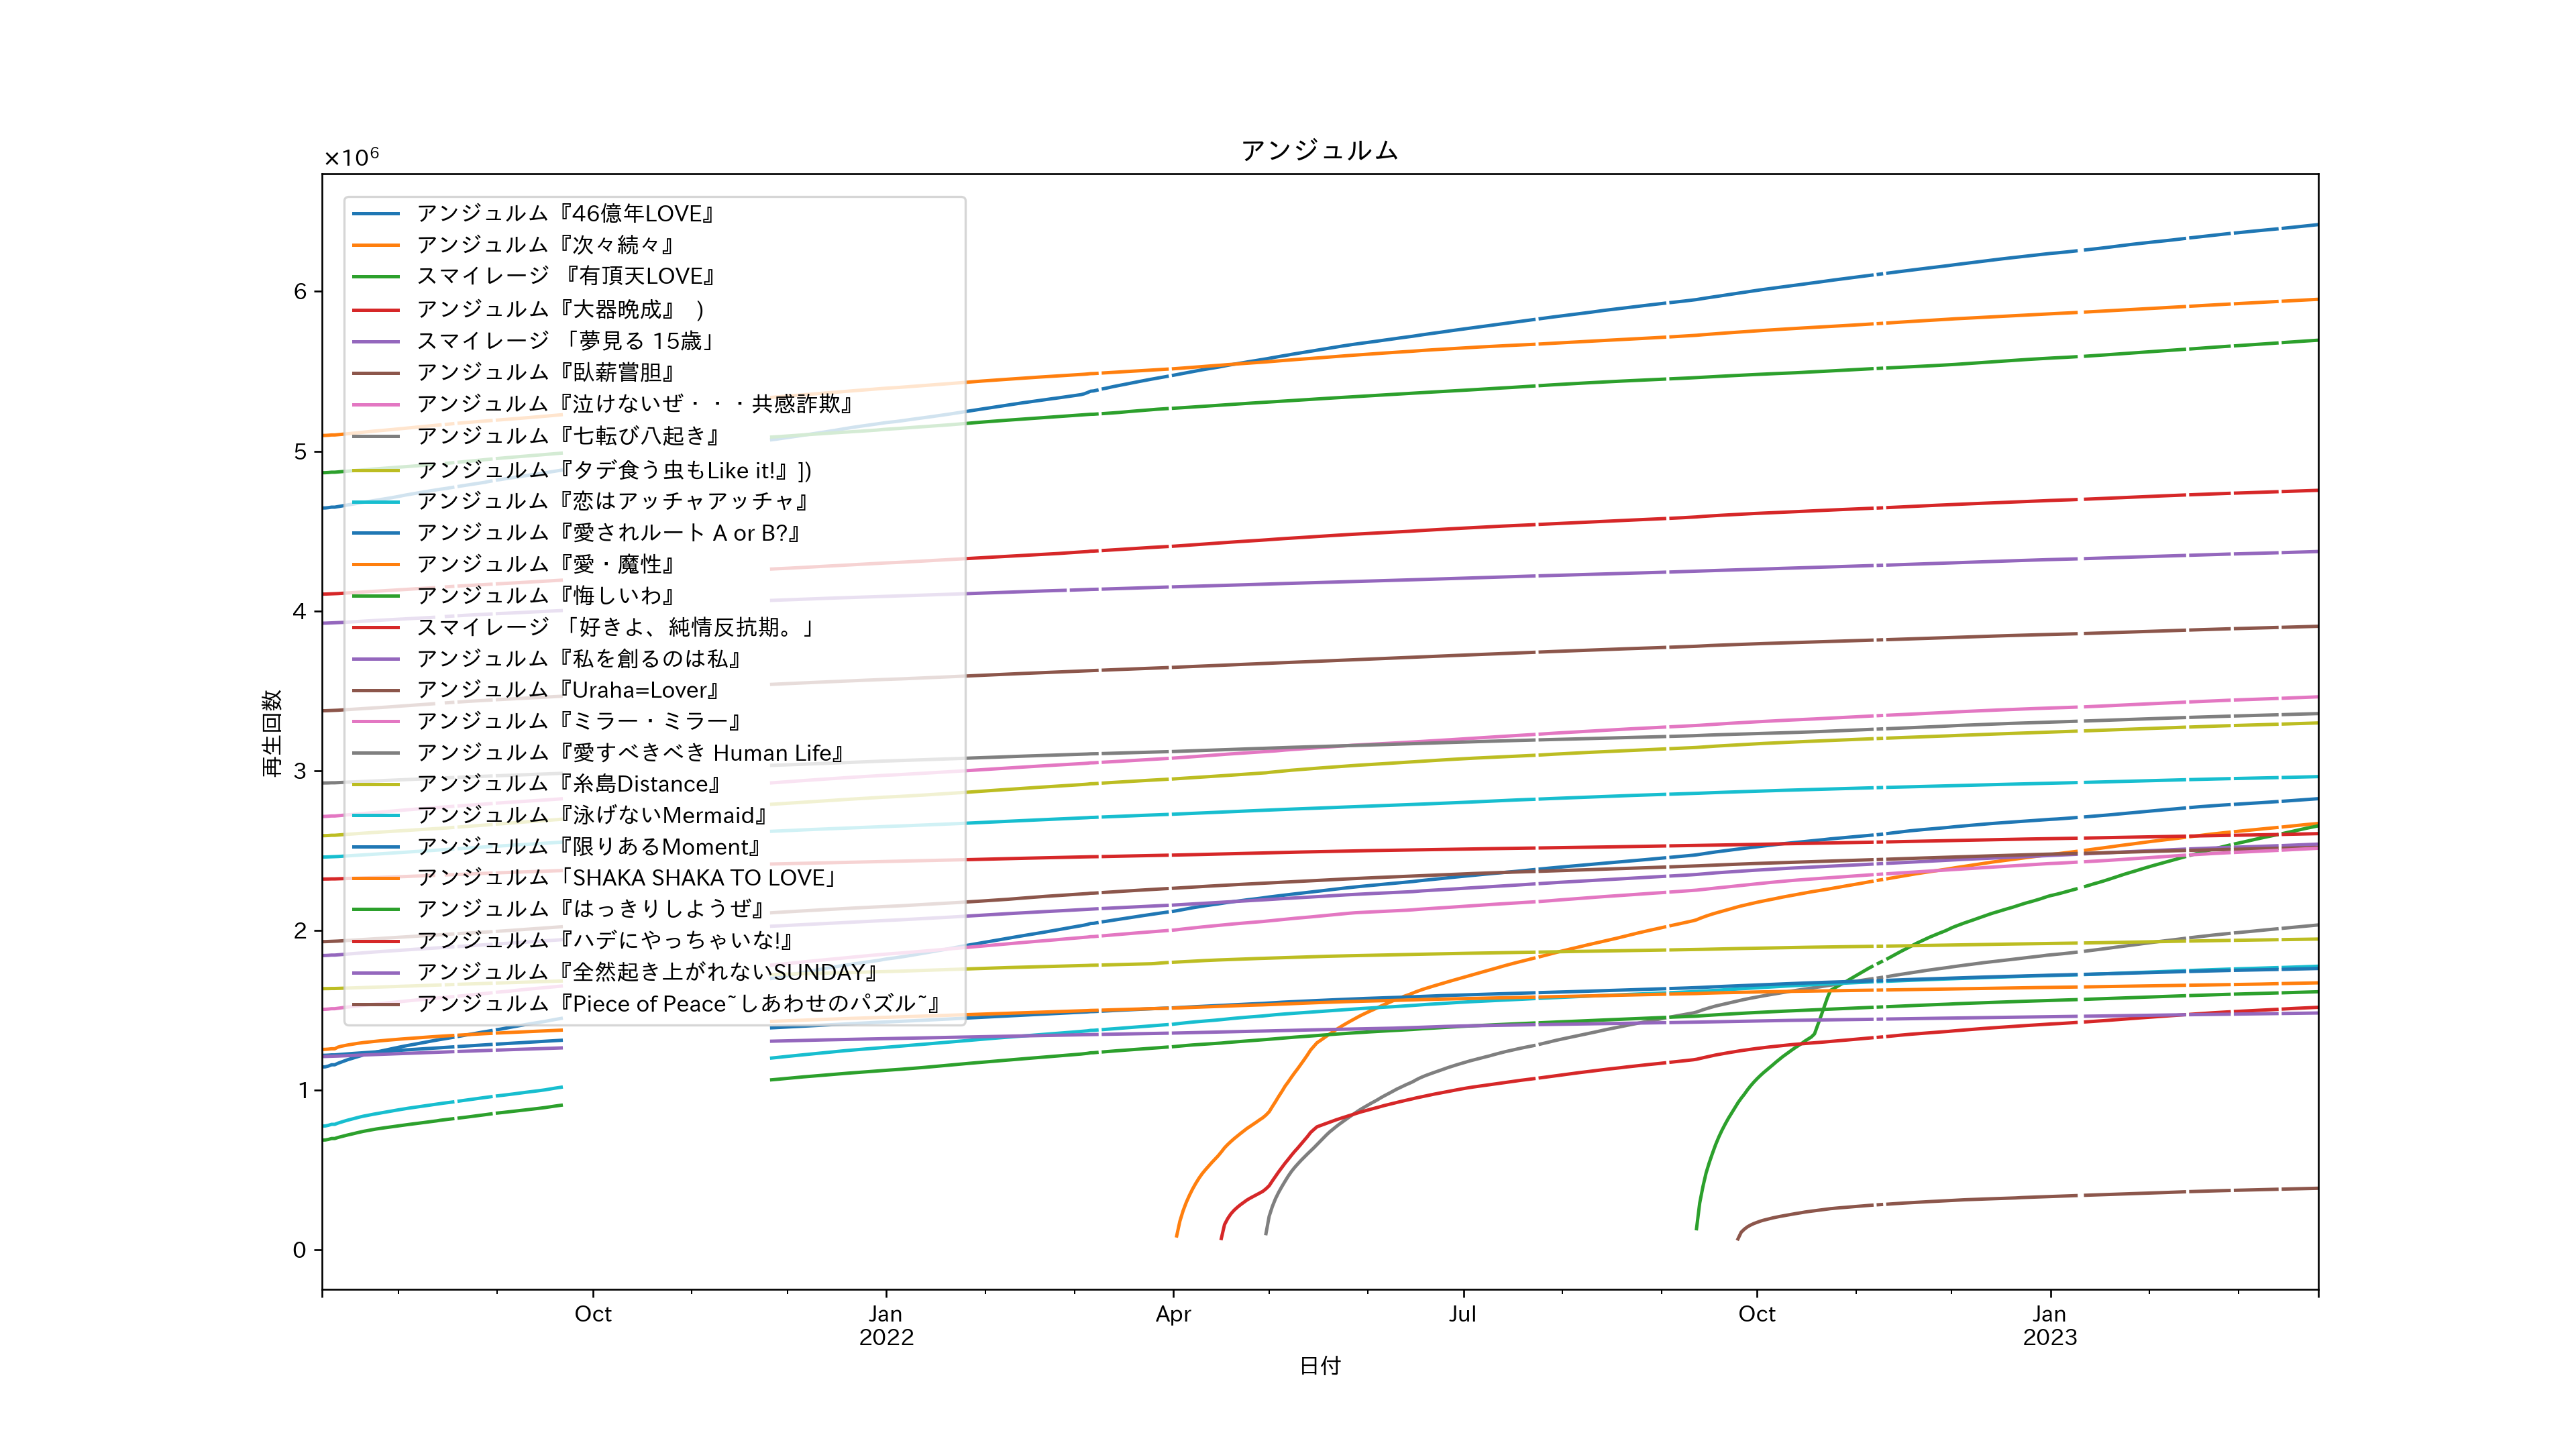 アンジュルム
×10⁶
アンジュルム『46億年LOVE』
アンジュルム『次々続々』
スマイレージ 『有頂天LOVE』
アンジュルム『大器晩成』 )
スマイレージ 「夢見る 15歳」
アンジュルム『臥薪嘗胆』
アンジュルム『泣けないぜ・・・共感詐欺』
アンジュルム『七転び八起き』
アンジュルム『タデ食う虫もLike it!』])
アンジュルム『恋はアッチャアッチャ』
アンジュルム『愛されルート A or B?』
アンジュルム『愛・魔性』
アンジュルム『悔しいわ』
スマイレージ 「好きよ、純情反抗期。」
アンジュルム『私を創るのは私』
アンジュルム『Uraha=Lover』
アンジュルム『ミラー・ミラー』
アンジュルム『愛すべきべき Human Life』
アンジュルム『糸島Distance』
アンジュルム『泳げないMermaid』
アンジュルム『限りあるMoment』
アンジュルム「SHAKA SHAKA TO LOVE」
アンジュルム『はっきりしようぜ』
アンジュルム『ハデにやっちゃいな!』
アンジュルム『全然起き上がれないSUNDAY』
アンジュルム『Piece of Peace~しあわせのパズル~』
再生回数
6
5
4
3
2
1
0
Oct Jan Apr Jul Oct Jan
2022 2023
日付